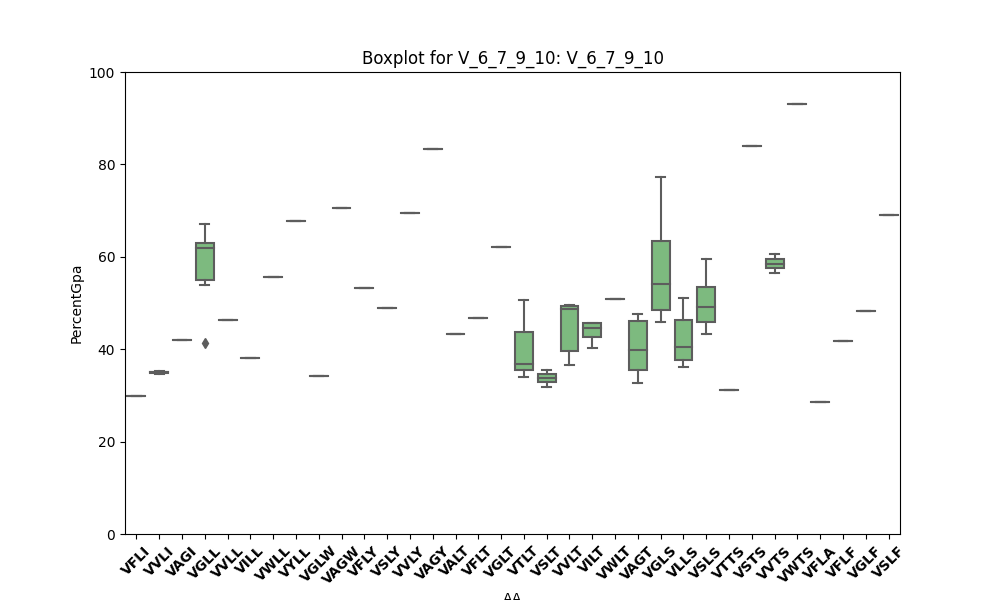 Boxplot for V_6_7_9_10: V_6_7_9_10
100
80
60
40
20
0
PercentGpa
VFLI VVLI VAGI VGLL VVLL VILL VWLL VYLL VGLW VAGW VFLY VSLY VVLY VAGY VALT VFLT VGLT VTLT VSLT VVLT VILT VWLT VAGT VGLS VLLS VSLS VTTS VSTS VVTS VWTS VFLA VFLF VGLF VSLF
AA